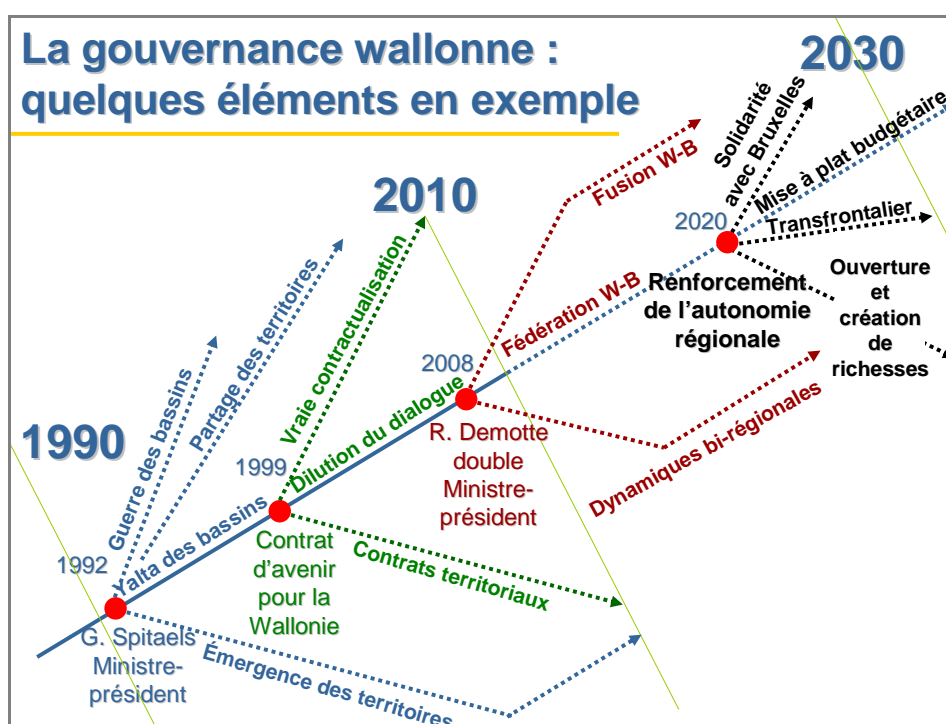 La gouvernance wallonne :
quelques éléments en exemple
2030
Solidarité
avec Bruxelles
Mise à plat budgétaire
Fusion W-B
2010
2020
Transfrontalier
Ouverture
et
création
de
richesses
Renforcement
de l’autonomie
régionale
Fédération W-B
Vraie contractualisation
Partage des territoires
Guerre des bassins
2008
Dilution du dialogue
R. Demotte
double
Ministre-
président
Dynamiques bi-régionales
1990
1999
Yalta des bassins
Contrat
d’avenir
pour la
Wallonie
Contrats territoriaux
1992
G. Spitaels
Ministre-
président
Émergence des territoires